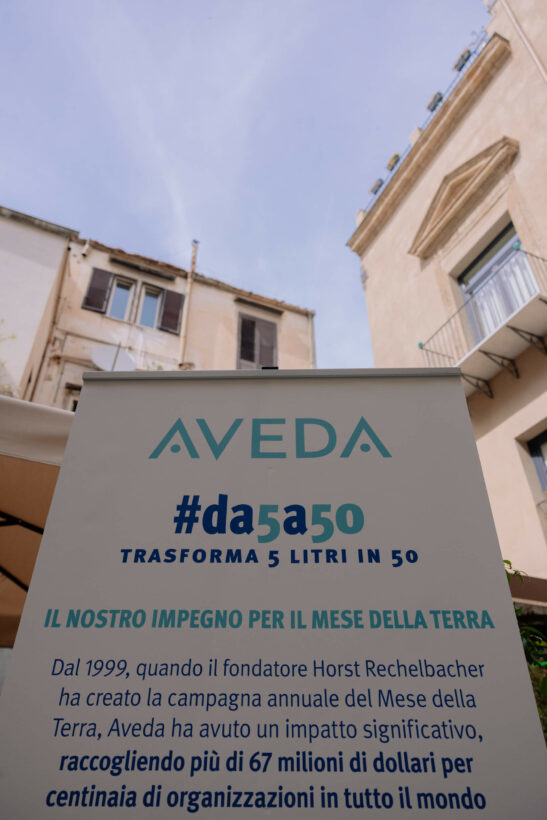 AVEDA
#da5a50
TRASFORMA 5 LITRI IN 50
IL NOSTRO IMPEGNO PER IL MESE DELLA TERRA
Dal 1999, quando il fondatore Horst Rechelbacher
ha creato la campagna annuale del Mese della
Terra, Aveda ha avuto un impatto significativo,
raccogliendo più di 67 milioni di dollari per
centinaia di organizzazioni in tutto il mondo